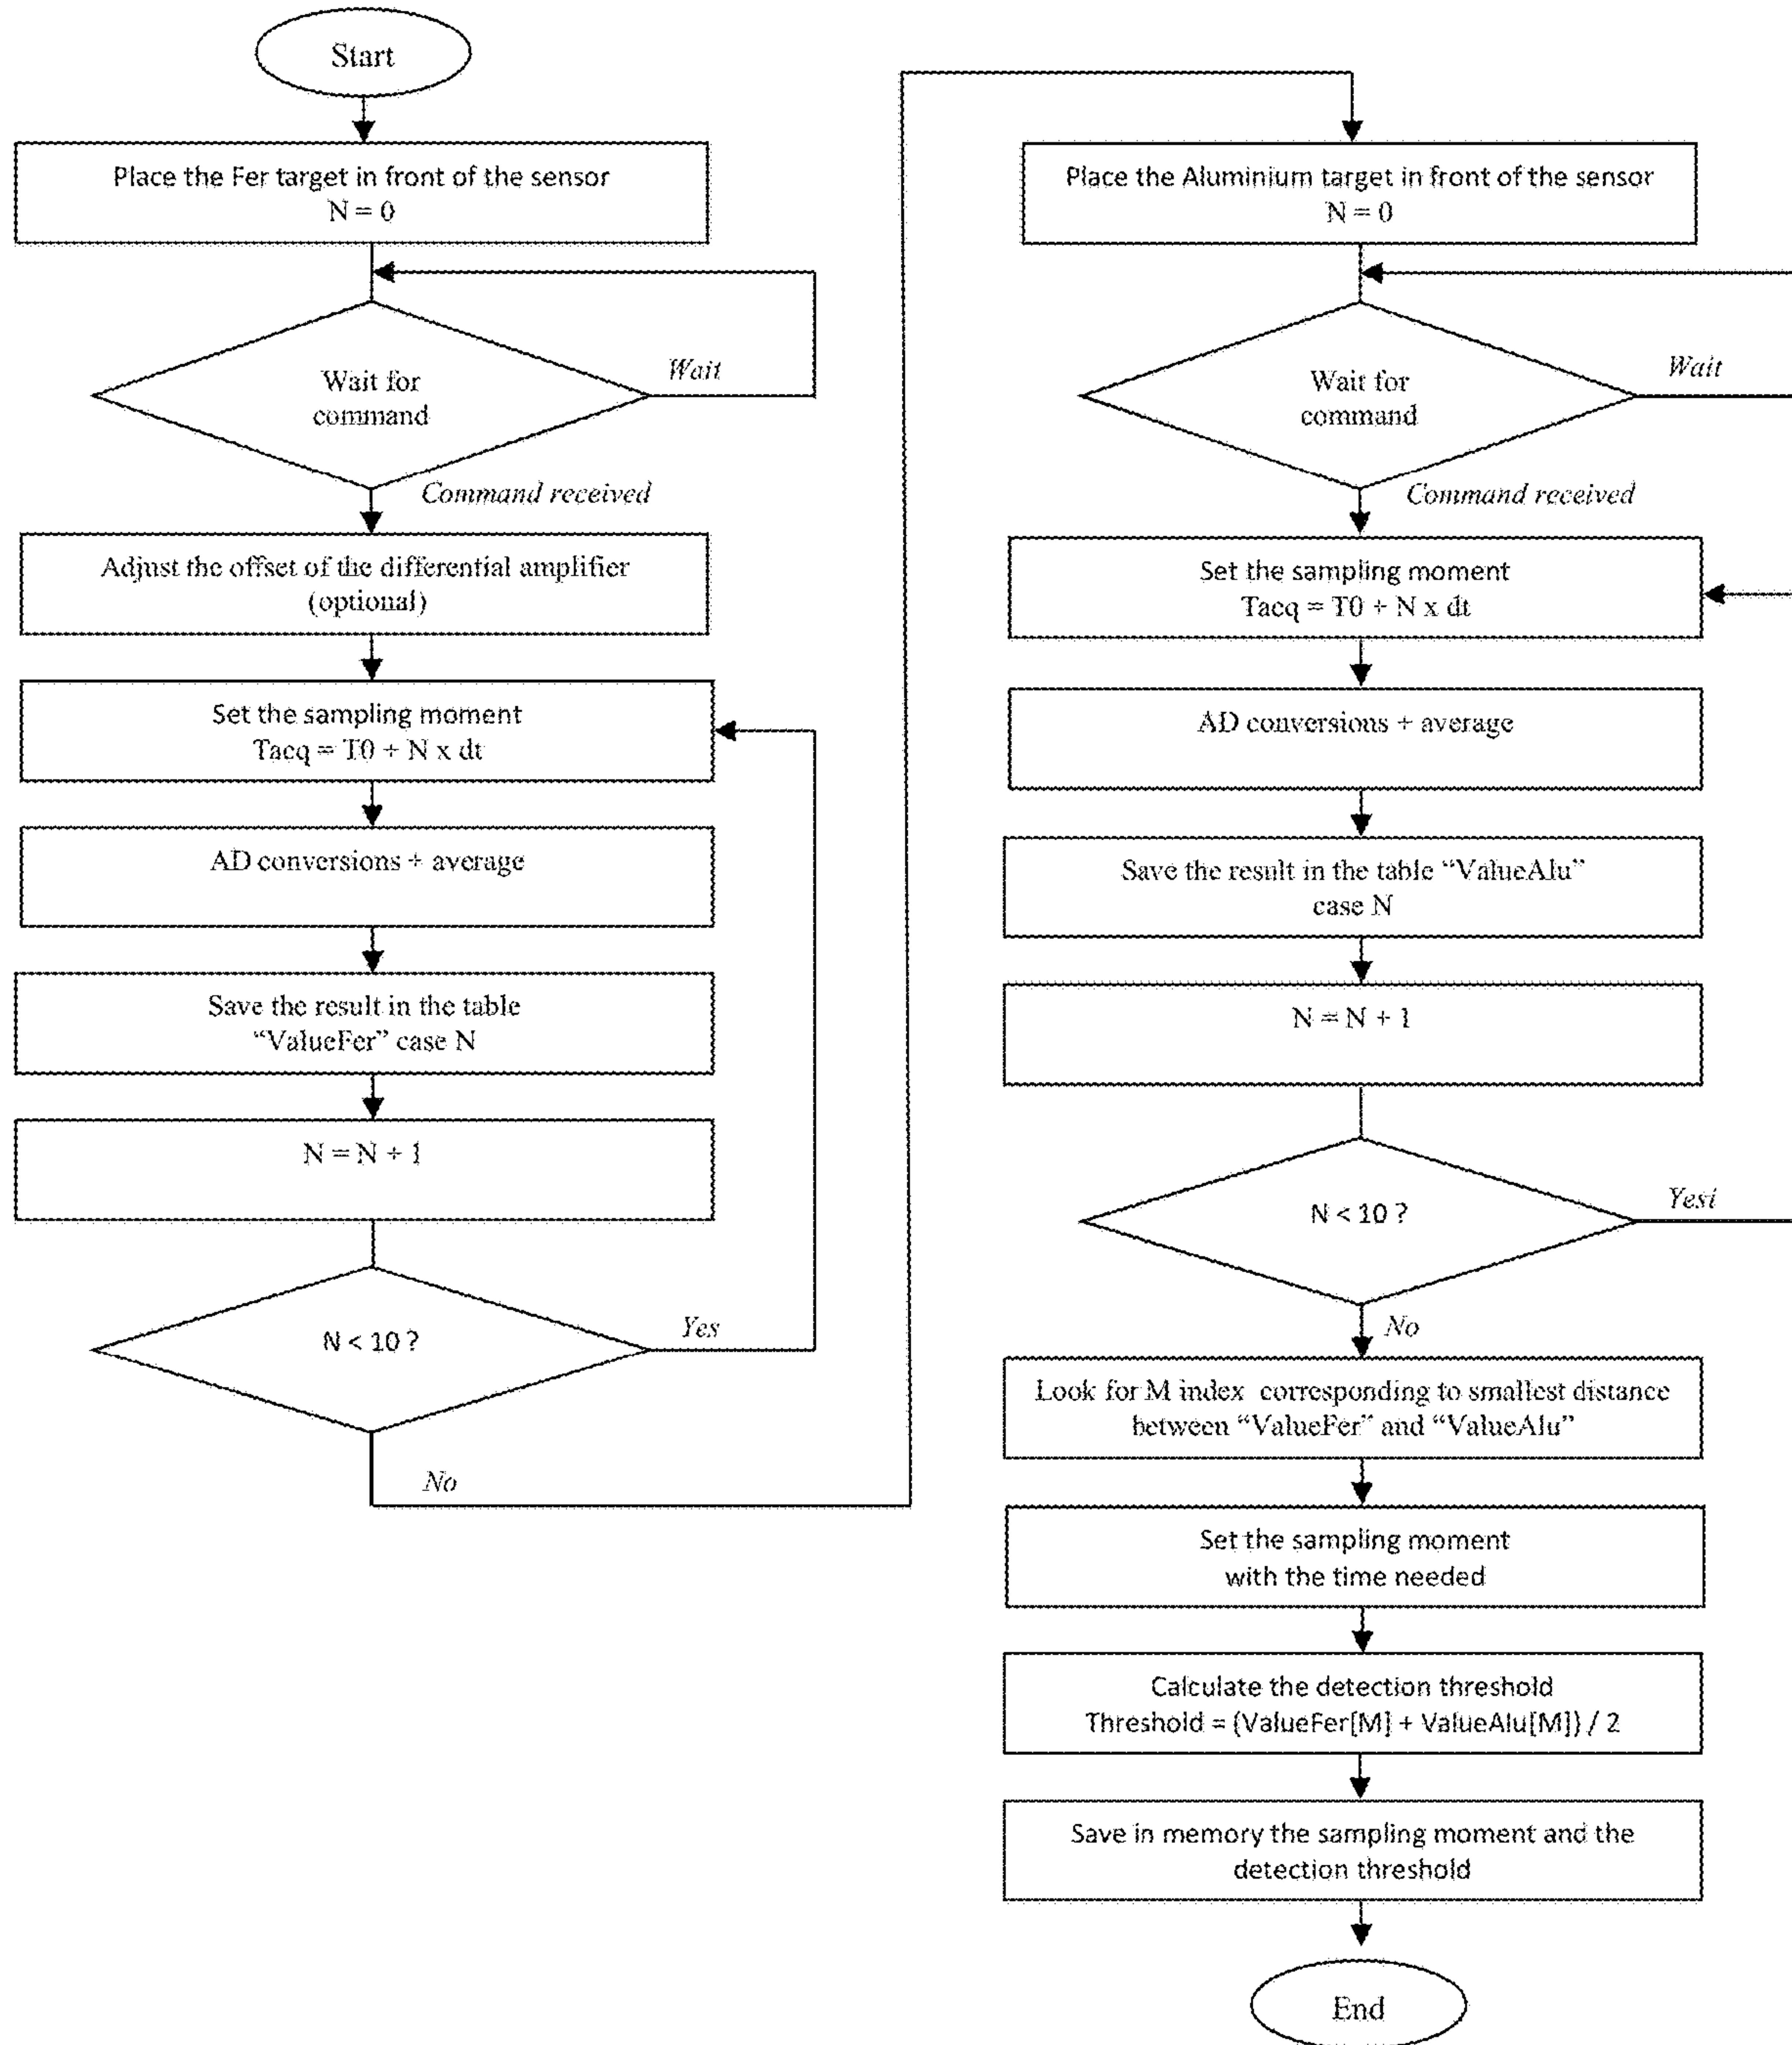 Start
Place the Fer target in front of the sensor
N = 0
Wait for
command
Wait
Command received
Adjust the offset of the differential amplifier
(optional)
Set the sampling moment
Tacq = T0 + N x dt
AD conversions + average
Save the result in the table
“ValueFer” case N
N = N + 1
N < 10 ?
Yes
No
Place the Aluminium target in front of the sensor
N = 0
Wait for
command
Wait
Command received
Set the sampling moment
Tacq = T0 + N x dt
AD conversions + average
Save the result in the table “ValueAlu”
case N
N = N + 1
N < 10 ?
Yesi
No
Look for M index corresponding to smallest distance
between “ValueFer” and “ValueAlu”
Set the sampling moment
with the time needed
Calculate the detection threshold
Threshold = (ValueFer[M] + ValueAlu[M]) / 2
Save in memory the sampling moment and the
detection threshold
End